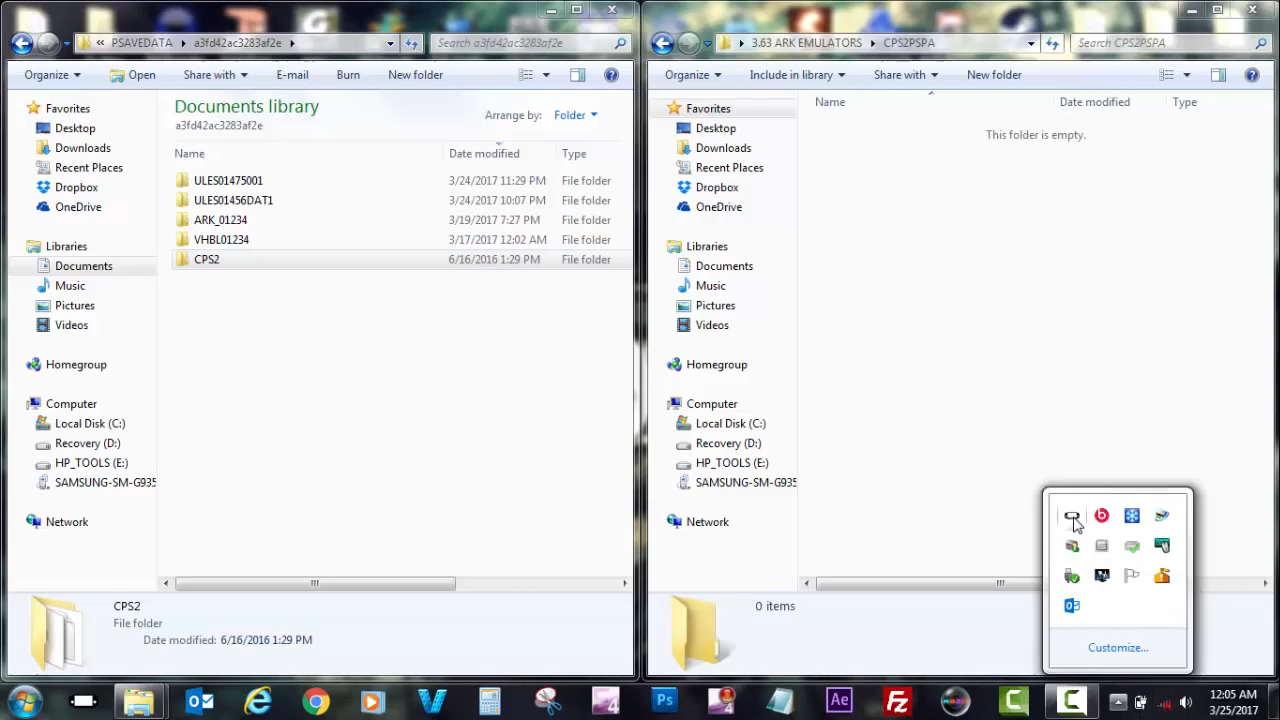 « PSAVEDATA ▸ a3fd42ac3283af2e ▸
Search a3fd42ac3283af2e
Organize Open Share with E-mail Burn New folder
Favorites
Desktop
Downloads
Recent Places
Dropbox
OneDrive
Libraries
Documents
Music
Pictures
Videos
Homegroup
Computer
Local Disk (C:)
Recovery (D:)
HP_TOOLS (E:)
SAMSUNG-SM-G935
Network
Documents library
a3fd42ac3283af2e
Arrange by: Folder
Name Date modified Type
ULES01475001 3/24/2017 11:29 PM File folder
ULES01456DAT1 3/24/2017 10:07 PM File folder
ARK_01234 3/19/2017 7:27 PM File folder
VHBL01234 3/17/2017 12:02 AM File folder
CPS2 6/16/2016 1:29 PM File folder
CPS2
File folder
Date modified: 6/16/2016 1:29 PM
▸ 3.63 ARK EMULATORS ▸ CPS2PSPA
Search CPS2PSPA
Organize Include in library Share with New folder
Favorites
Desktop
Downloads
Recent Places
Dropbox
OneDrive
Libraries
Documents
Music
Pictures
Videos
Homegroup
Computer
Local Disk (C:)
Recovery (D:)
HP_TOOLS (E:)
SAMSUNG-SM-G935
Network
Name Date modified Type
This folder is empty.
0 items
Customize...
Ps
Ae
Fz
12:05 AM
3/25/2017